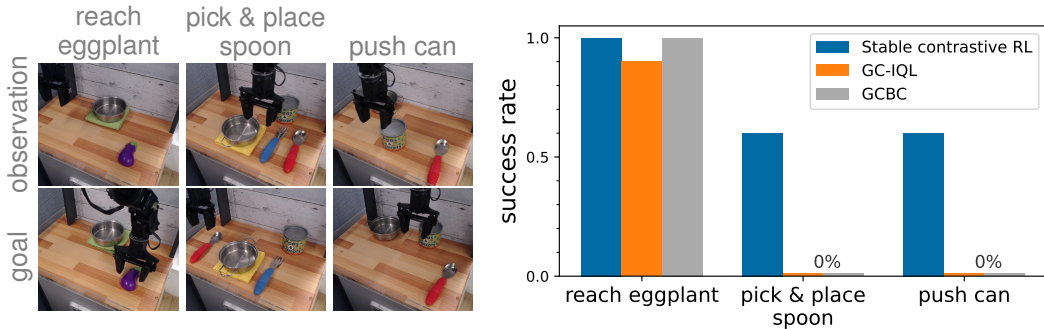 reach
eggplant
pick & place
spoon
push can
observation
goal
success rate
1.0
0.5
0.0
Stable contrastive RL
GC-IQL
GCBC
0%
0%
reach eggplant
pick & place
spoon
push can